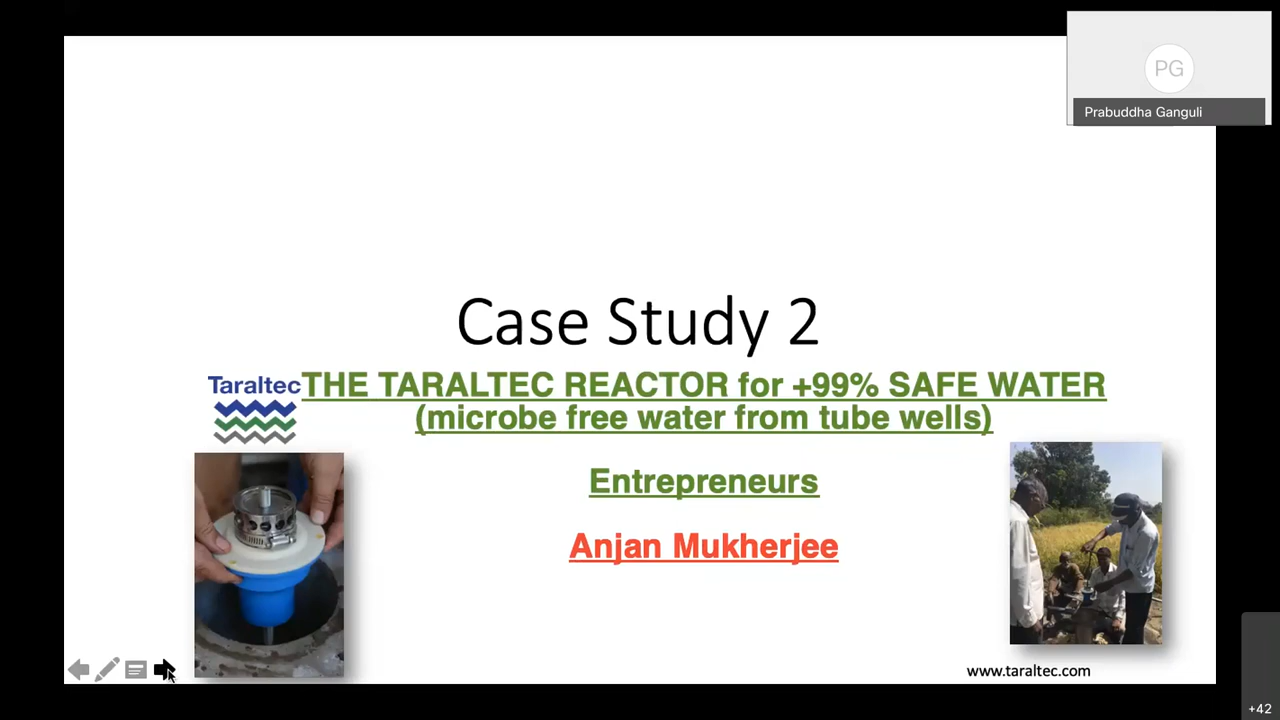 PG
Prabuddha Ganguli
Case Study 2
Taraltec
THE TARALTEC REACTOR for +99% SAFE WATER
(microbe free water from tube wells)
Entrepreneurs
Anjan Mukherjee
www.taraltec.com
+42